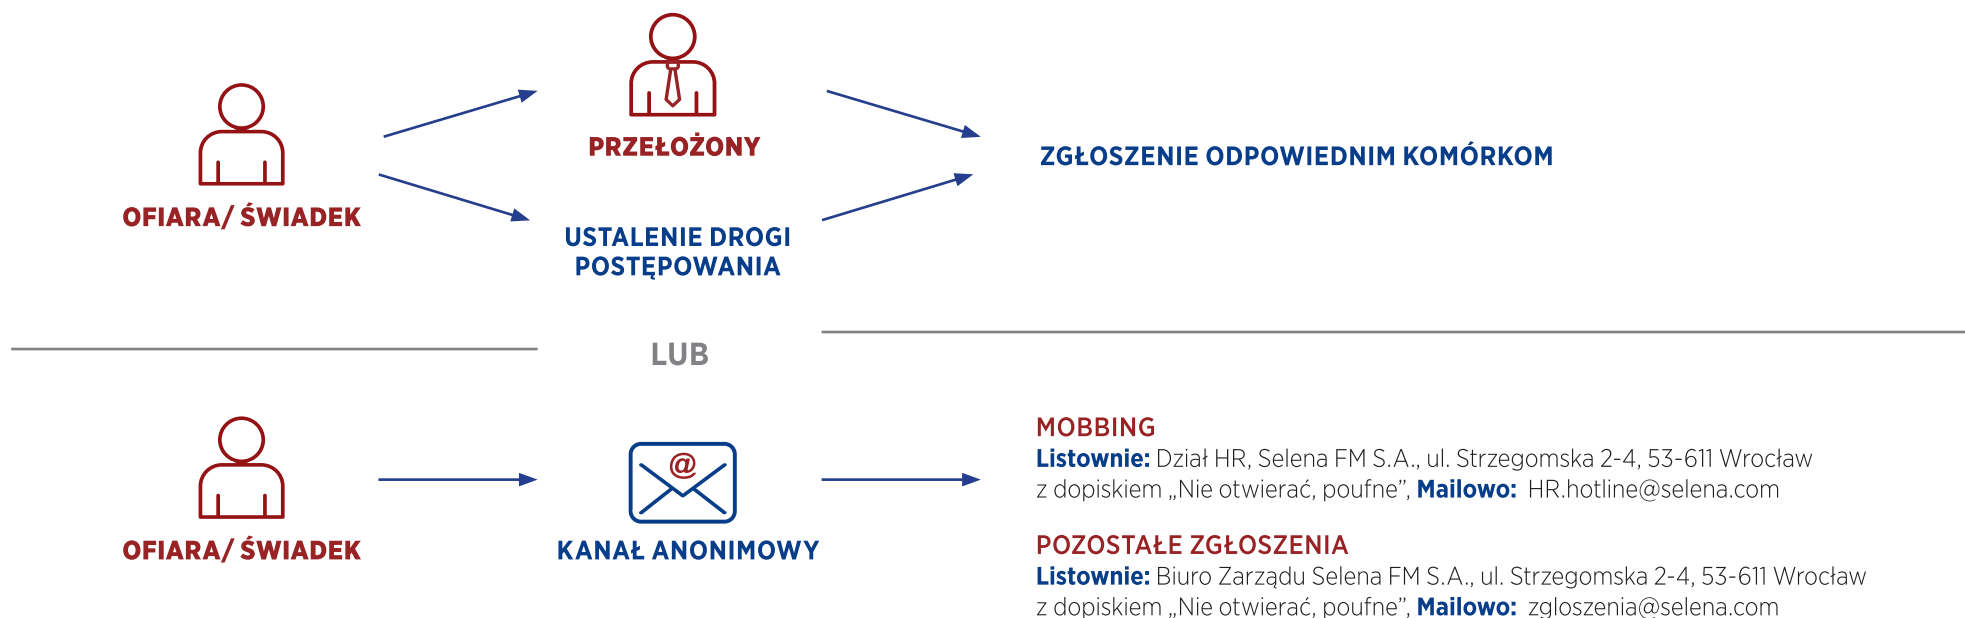 PRZEŁOŻONY
OFIARA/ ŚWIADEK
ZGŁOSZENIE ODPOWIEDNIM KOMÓRKOM
USTALENIE DROGI
POSTĘPOWANIA
LUB
OFIARA/ ŚWIADEK
@
KANAŁ ANONIMOWY
MOBBING
Listownie: Dział HR, Selena FM S.A., ul. Strzegomska 2-4, 53-611 Wrocław
z dopiskiem „Nie otwierać, poufne”, Mailowo: HR.hotline@selena.com
POZOSTAŁE ZGŁOSZENIA
Listownie: Biuro Zarządu Selena FM S.A., ul. Strzegomska 2-4, 53-611 Wrocław
z dopiskiem „Nie otwierać, poufne”, Mailowo: zgloszenia@selena.com